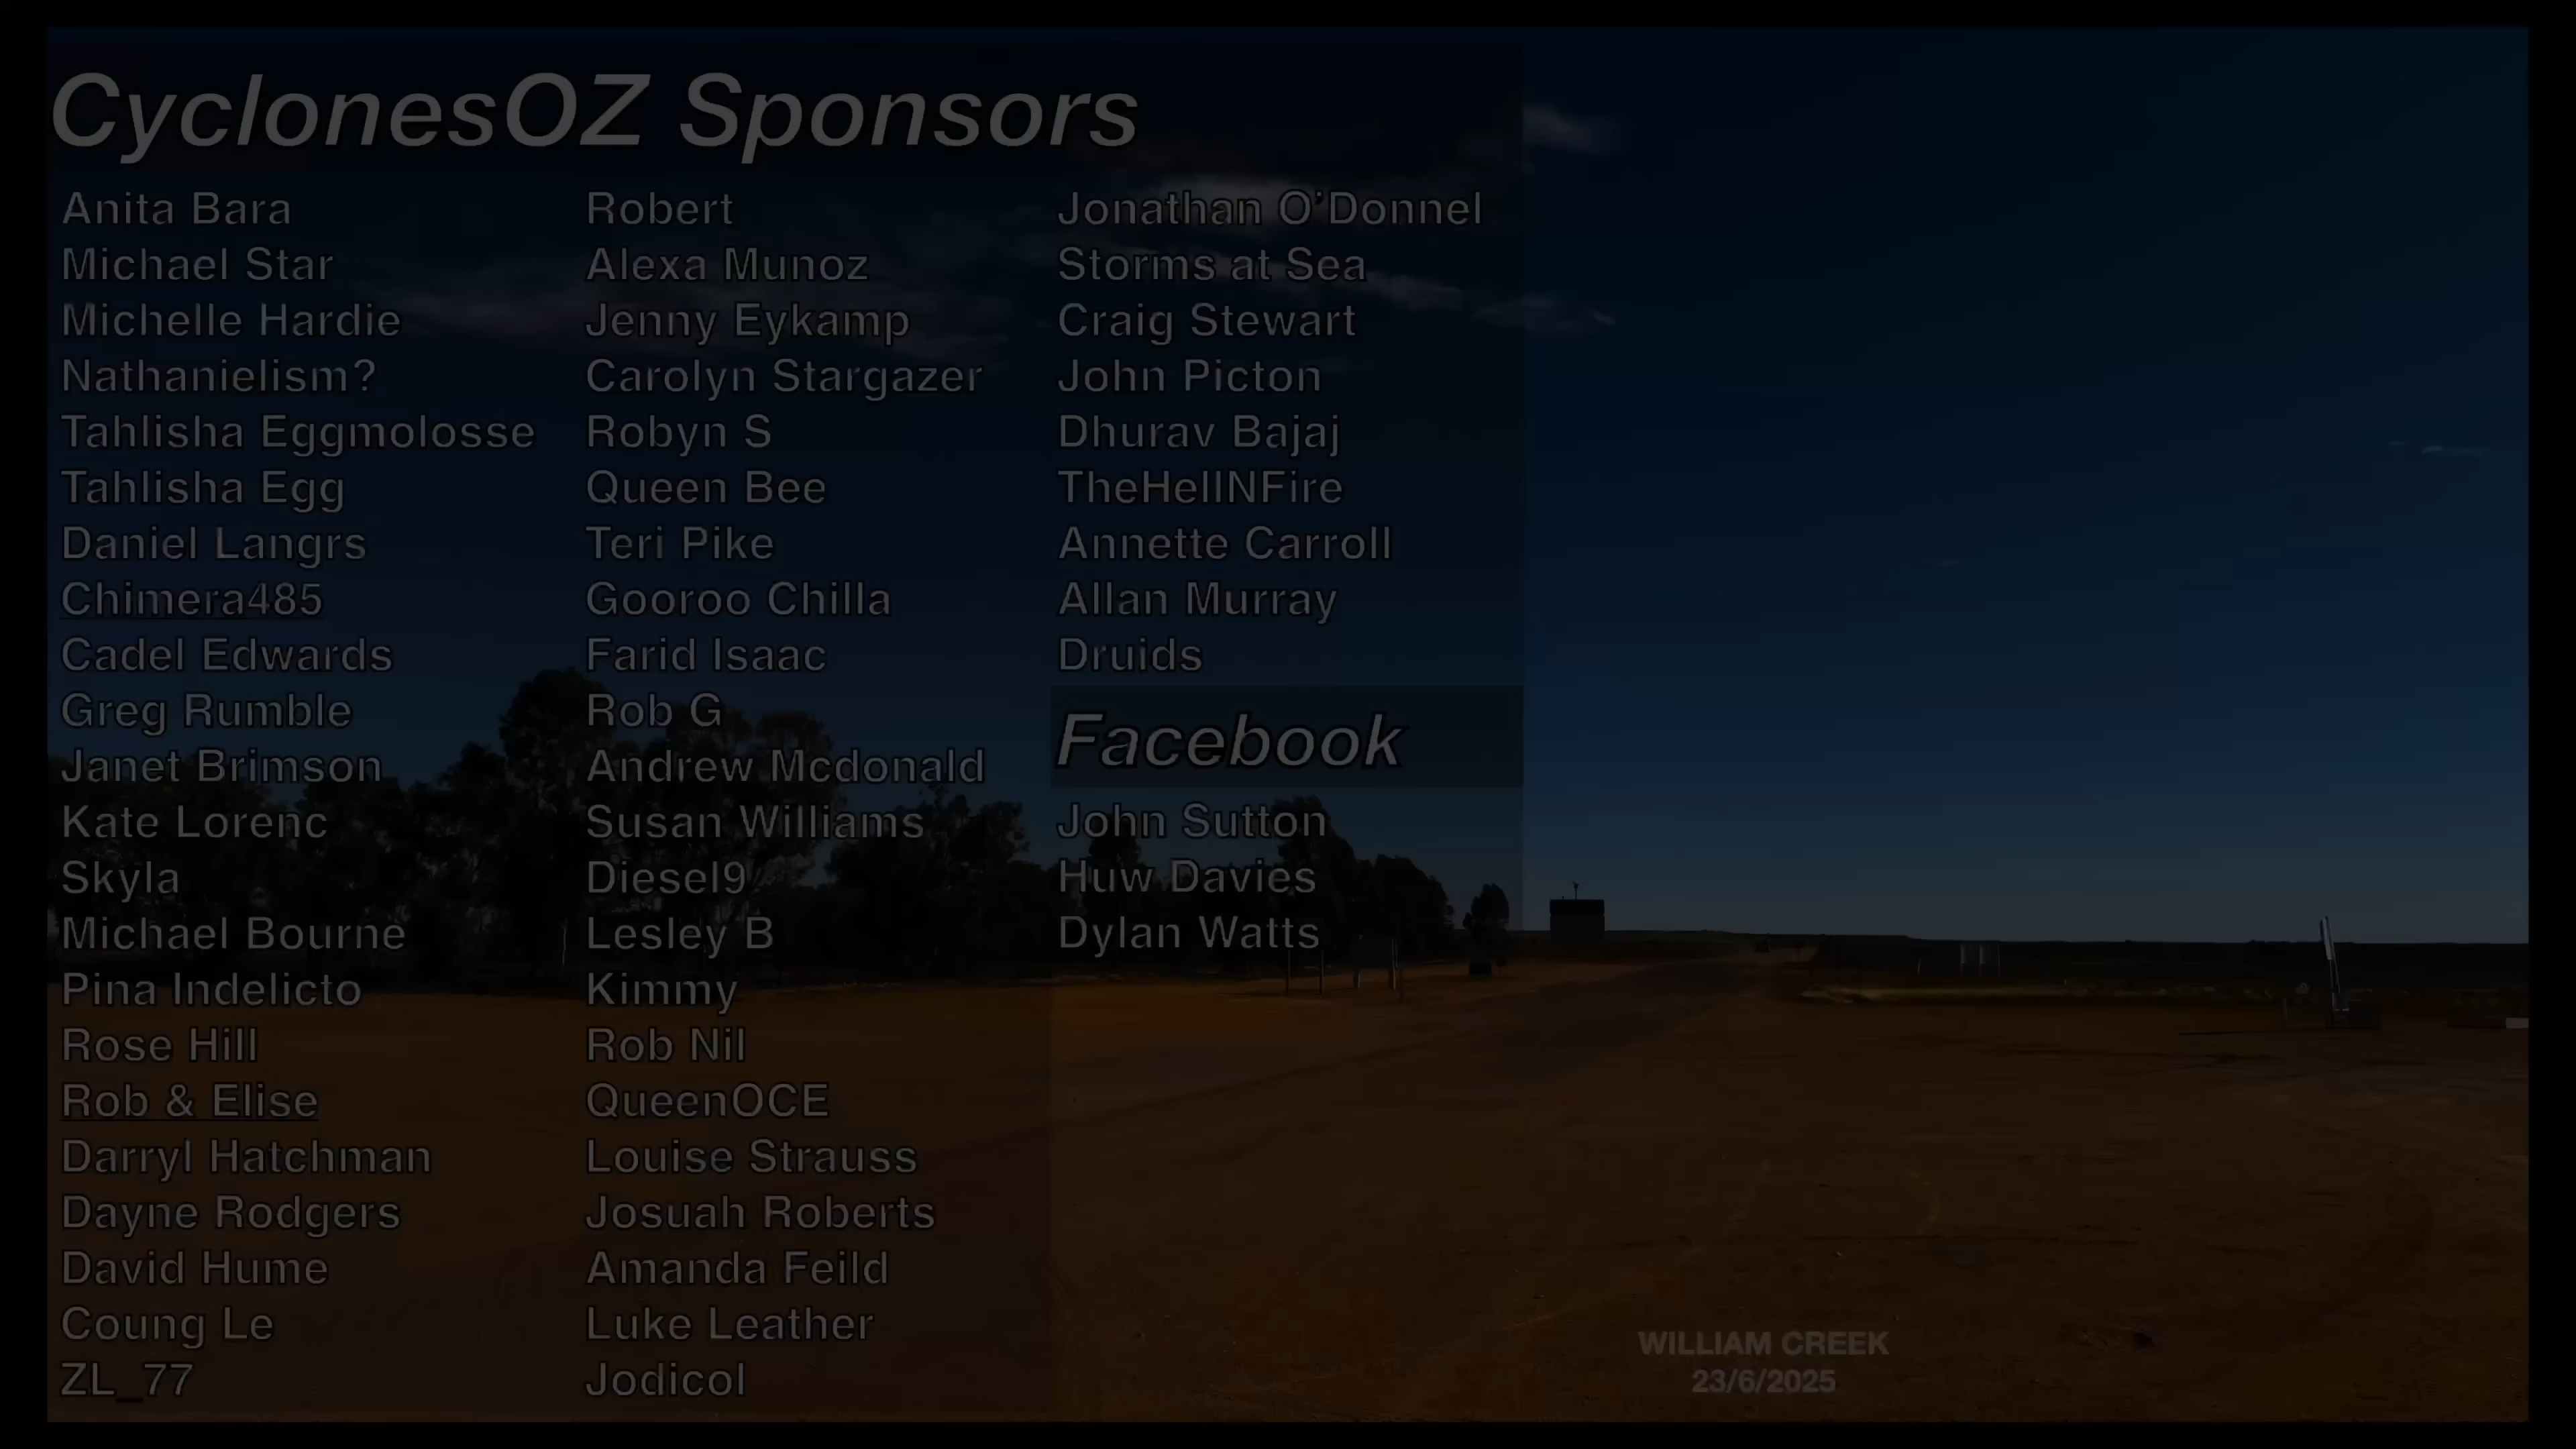 CyclonesOZ Sponsors
Anita Bara
Michael Star
Michelle Hardie
Nathanielism?
Tahlisha Eggmolosse
Tahlisha Egg
Daniel Langrs
Chimera485
Cadel Edwards
Greg Rumble
Janet Brimson
Kate Lorenc
Skyla
Michael Bourne
Pina Indelicto
Rose Hill
Rob & Elise
Darryl Hatchman
Dayne Rodgers
David Hume
Coung Le
ZL_77
Robert
Alexa Munoz
Jenny Eykamp
Carolyn Stargazer
Robyn S
Queen Bee
Teri Pike
Gooroo Chilla
Farid Isaac
Rob G
Andrew Mcdonald
Susan Williams
Diesel9
Lesley B
Kimmy
Rob Nil
QueenOCE
Louise Strauss
Josuah Roberts
Amanda Feild
Luke Leather
Jodicol
Jonathan O'Donnel
Storms at Sea
Craig Stewart
John Picton
Dhurav Bajaj
TheHellNFire
Annette Carroll
Allan Murray
Druids
Facebook
John Sutton
Huw Davies
Dylan Watts
WILLIAM CREEK
23/6/2025